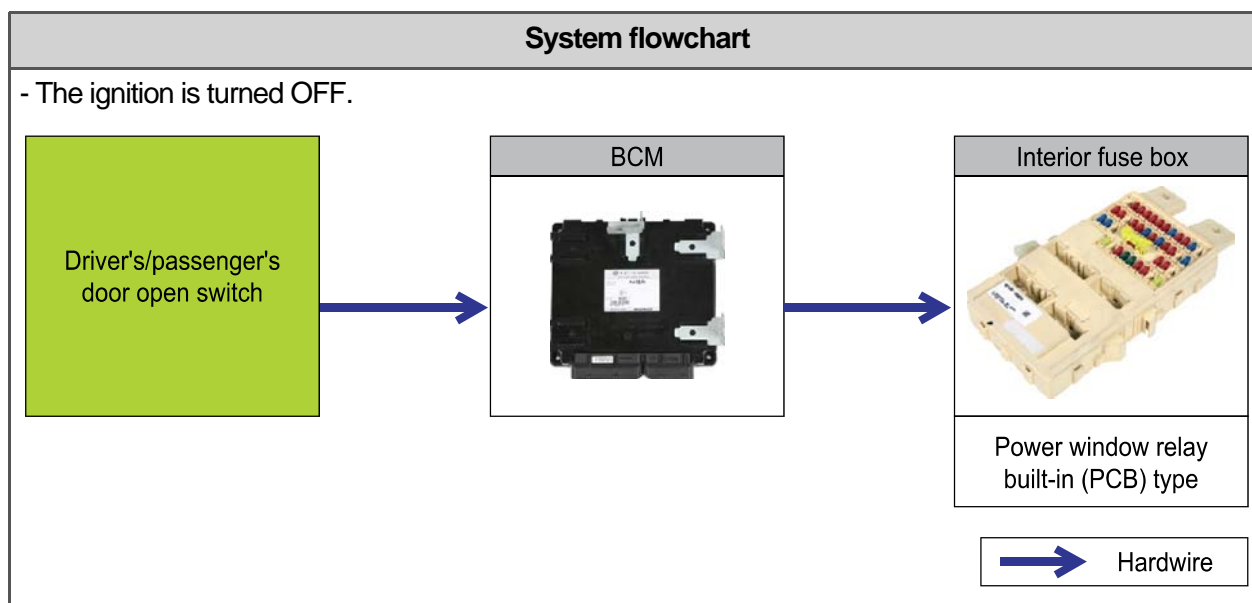 System flowchart
- The ignition is turned OFF.
Driver's/passenger's
door open switch
BCM
Interior fuse box
Power window relay
built-in (PCB) type
Hardwire